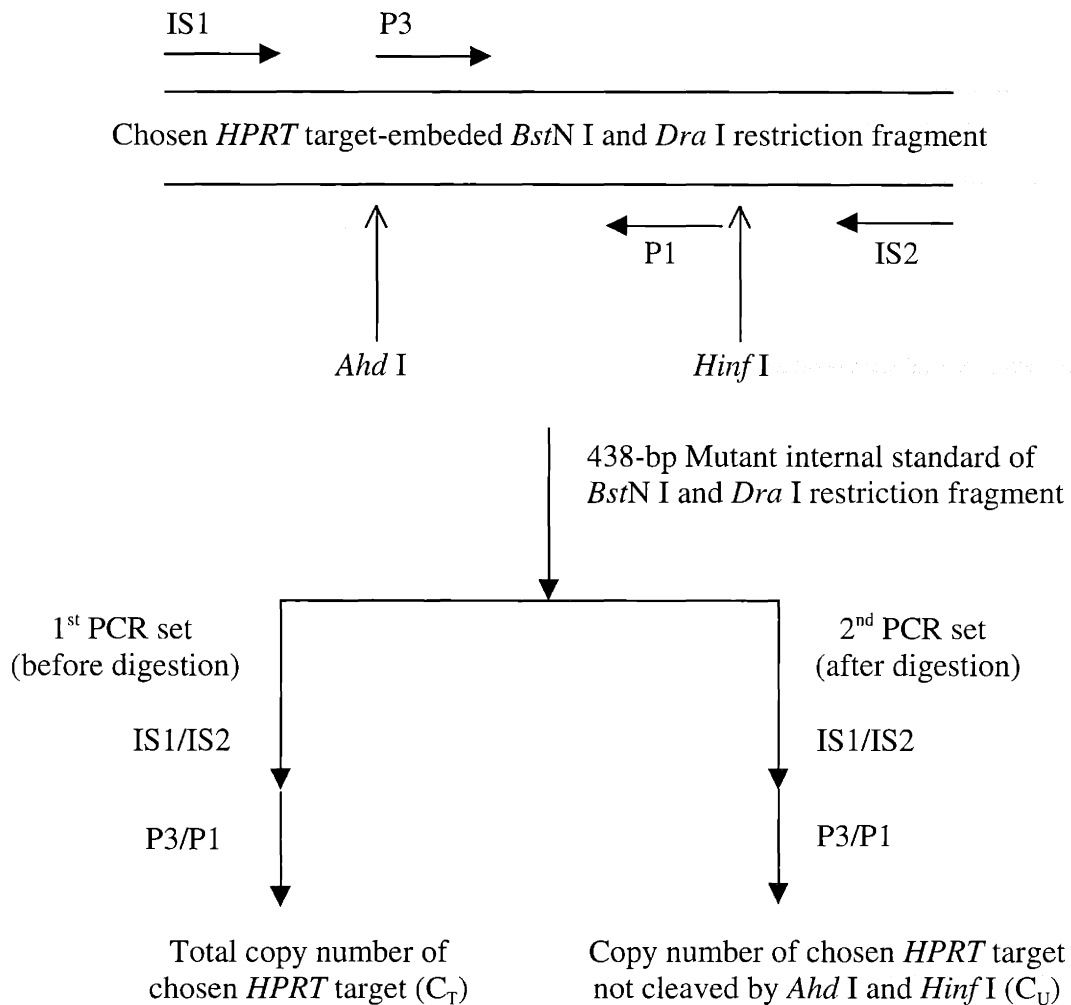 IS1
P3
Chosen HPRT target-embeded BstN I and Dra I restriction fragment
P1
IS2
Ahd I
Hinf I
438-bp Mutant internal standard of
BstN I and Dra I restriction fragment
1st PCR set
(before digestion)
2nd PCR set
(after digestion)
IS1/IS2
IS1/IS2
P3/P1
P3/P1
Total copy number of
chosen HPRT target (CT)
Copy number of chosen HPRT target
not cleaved by Ahd I and Hinf I (CU)